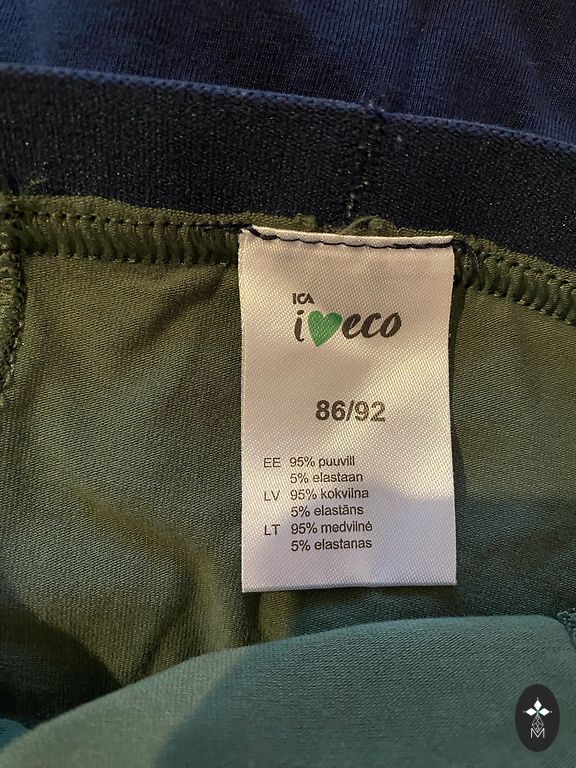 ICA
i eco
86/92
EE 95% puuvill
5% elastaan
LV 95% kokvilna
5% elastāns
LT 95% medvilnė
5% elastanas
M